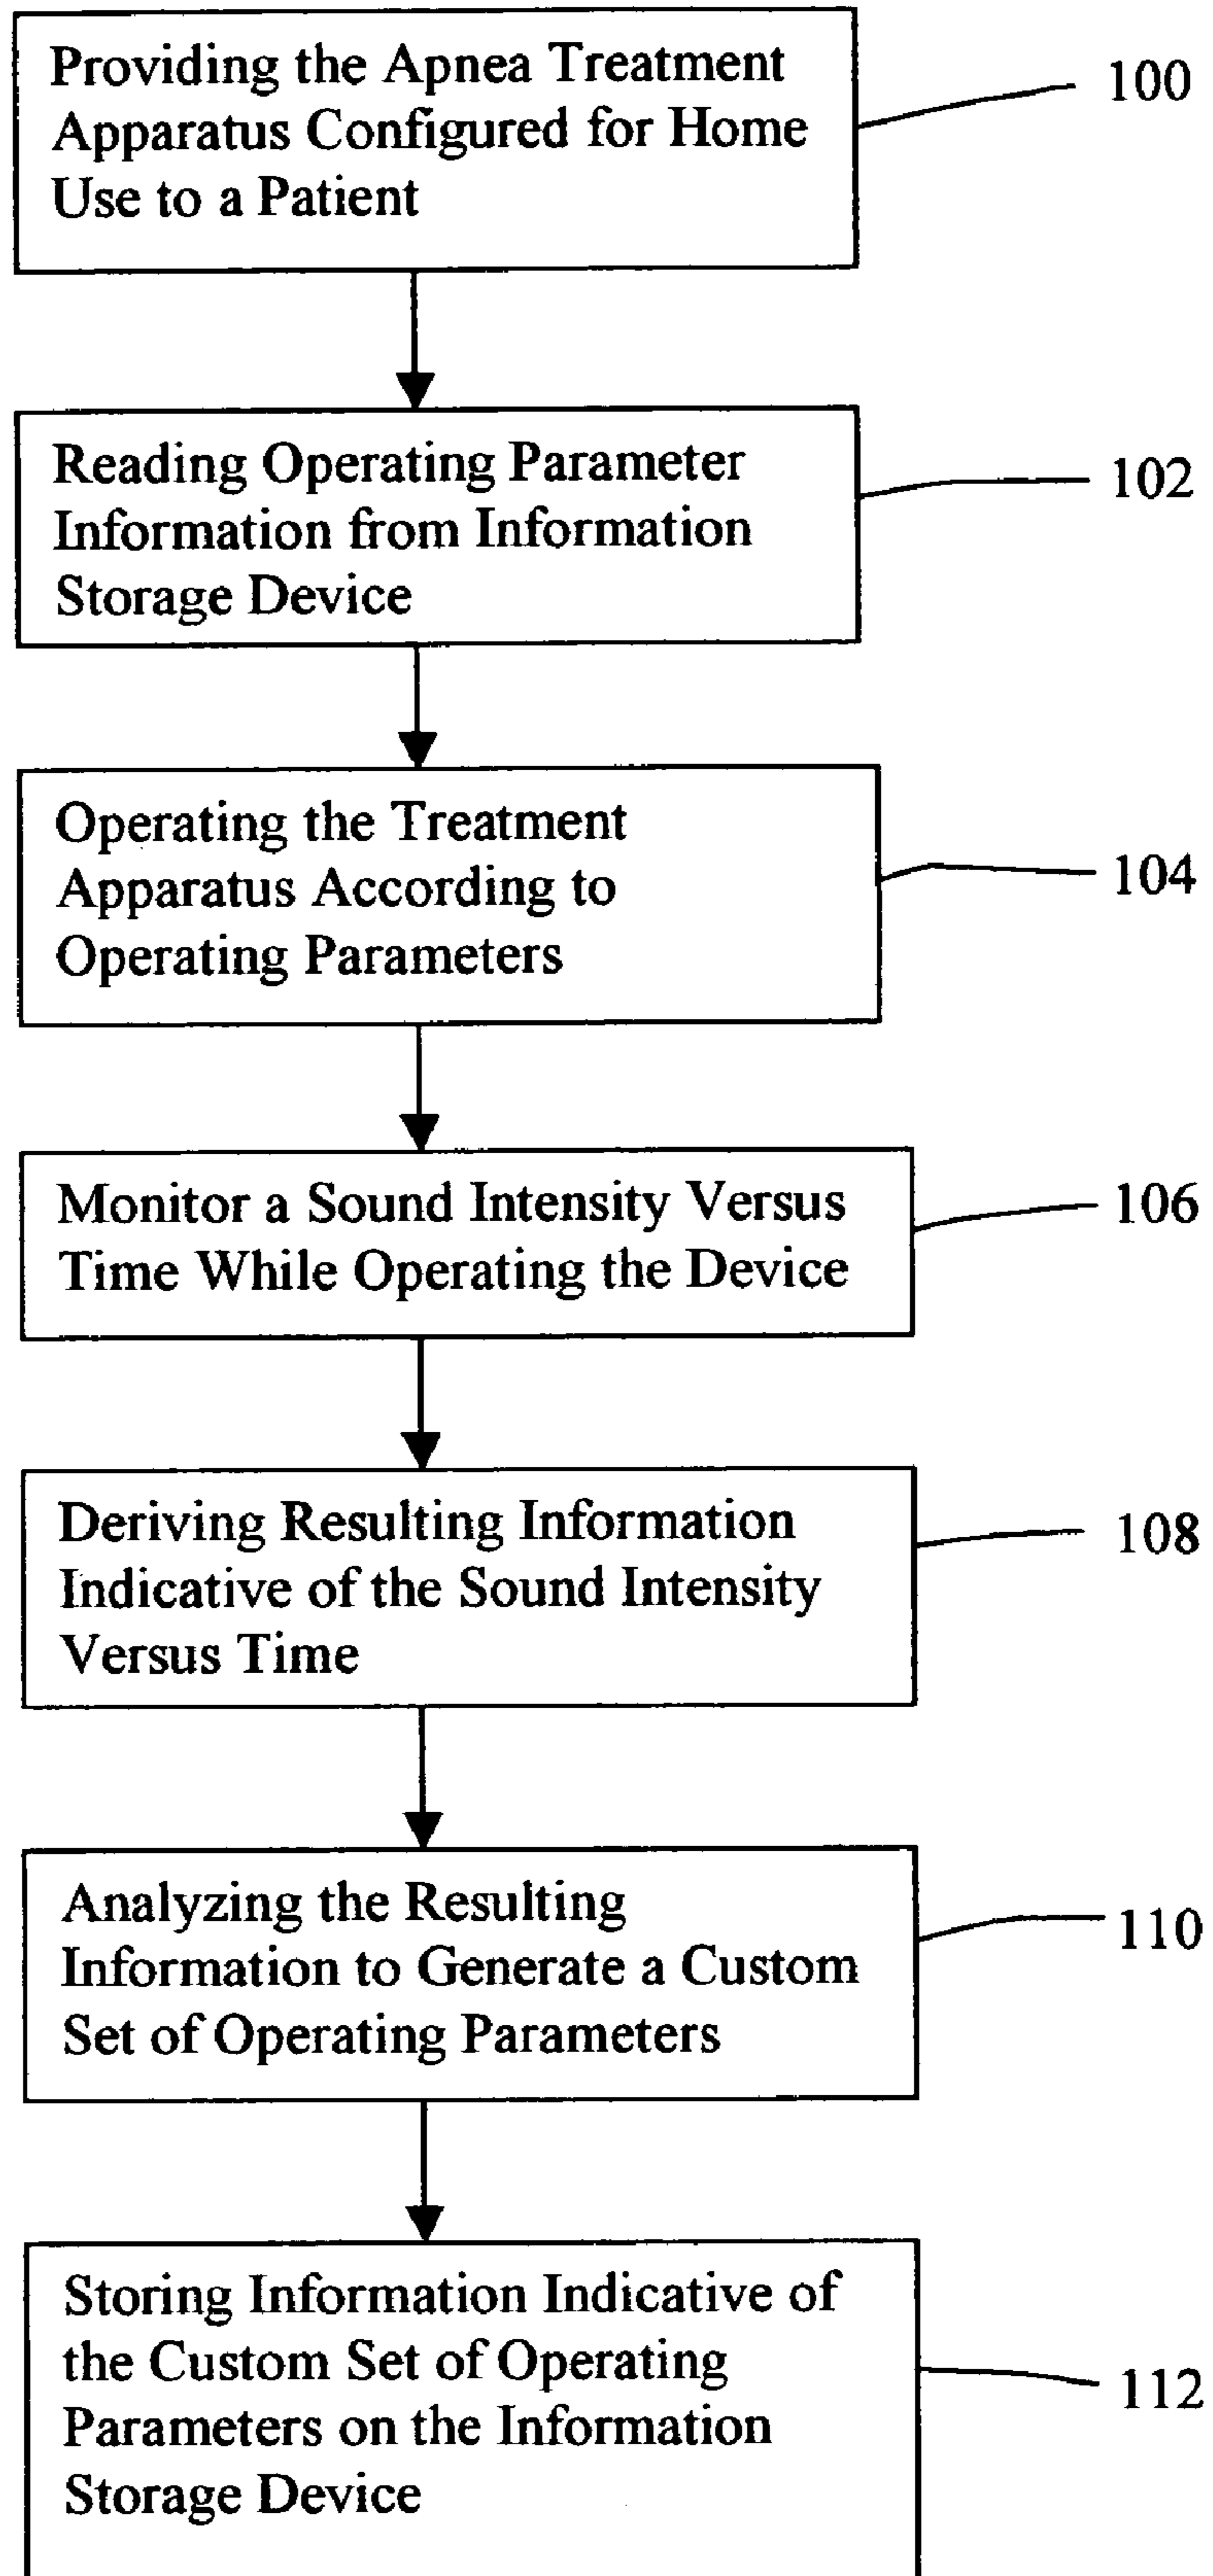 Providing the Apnea Treatment
Apparatus Configured for Home
Use to a Patient
100
Reading Operating Parameter
Information from Information
Storage Device
102
Operating the Treatment
Apparatus According to
Operating Parameters
104
Monitor a Sound Intensity Versus
Time While Operating the Device
106
Deriving Resulting Information
Indicative of the Sound Intensity
Versus Time
108
Analyzing the Resulting
Information to Generate a Custom
Set of Operating Parameters
110
Storing Information Indicative of
the Custom Set of Operating
Parameters on the Information
Storage Device
112